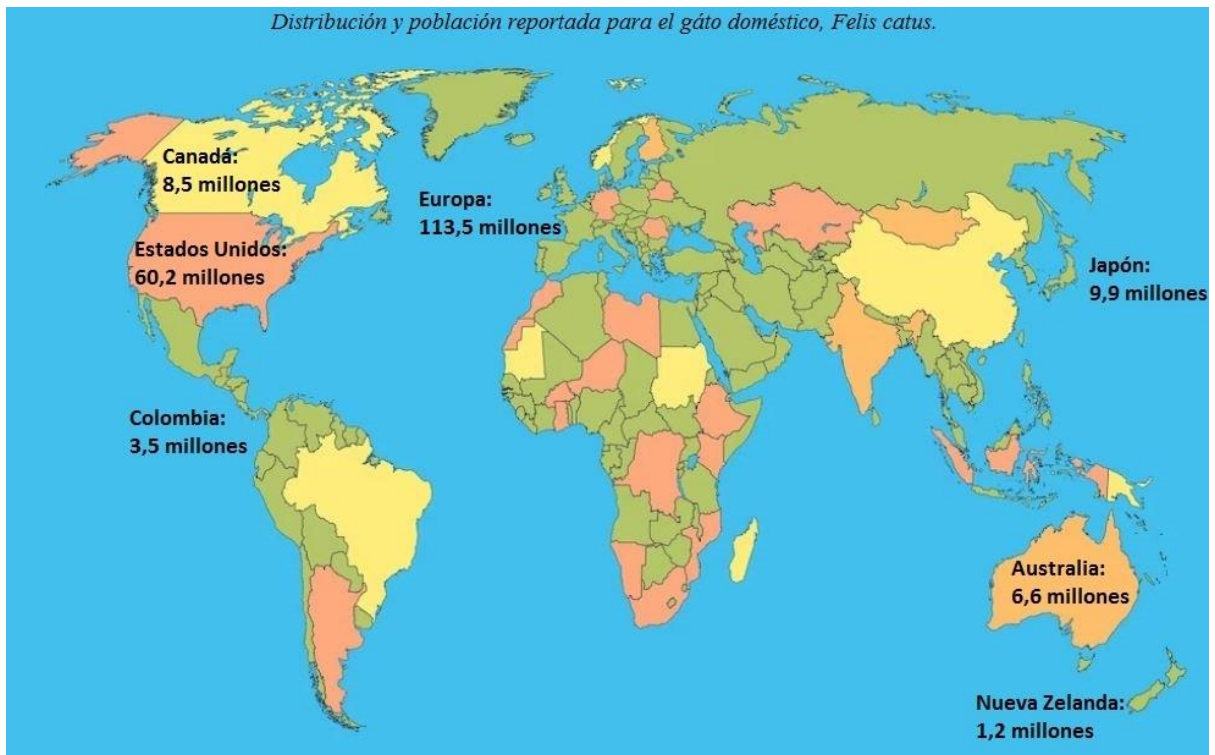 Distribución y población reportada para el gáto doméstico, Felis catus.
Canadá:
8,5 millones
Europa:
113,5 millones
Estados Unidos:
60,2 millones
Japón:
9,9 millones
Colombia:
3,5 millones
Australia:
6,6 millones
Nueva Zelanda:
1,2 millones